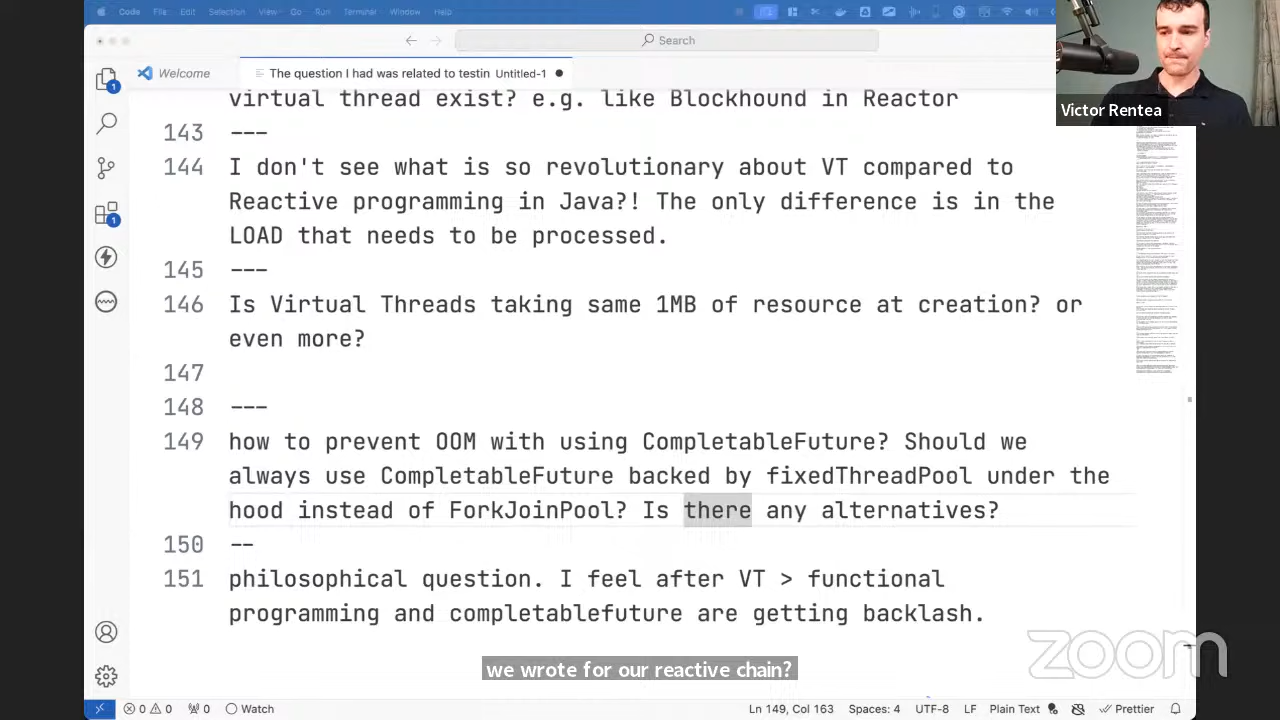 Code File Edit Selection View Go Run Terminal Window Help
Search
Welcome
The question I had was related to testin Untitled-1
virtual thread exist? e.g. like Blockhound in Reactor
143 ---
144 I don't see what is so revolutionary about VT compared to
Reactive programing in Java?! The only difference is in the
LOAD that needs to be processed.
145 ---
146 Is Virtual Threads taking same 1MB of resource on creation? or
even more?
147
148 ---
149 how to prevent OOM with using CompletableFuture? Should we
always use CompletableFuture backed by fixedThreadPool under the
hood instead of ForkJoinPool? Is there any alternatives?
150 --
151 philosophical question. I feel after VT > functional
programming and completablefuture are getting backlash.
Victor Rentea
zoom
we wrote for our reactive chain?
1
1
0 0 0 Watch
Ln 149, Col 163 Spaces: 4 UTF-8 LF Plain Text Prettier